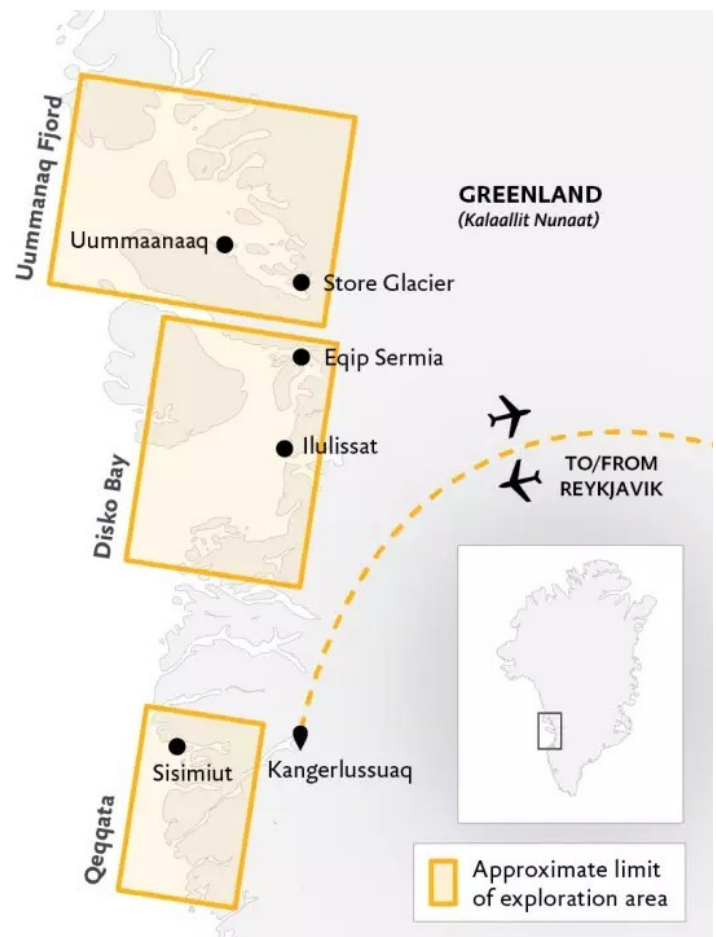 Uummanaq Fjord
GREENLAND
(Kalaallit Nunaat)
Uummaanaaq
Store Glacier
Eqip Sermia
Ilulissat
Disko Bay
TO/FROM
REYKJAVIK
Sisimiut
Kangerlussuaq
Qeqqata
Approximate limit
of exploration area